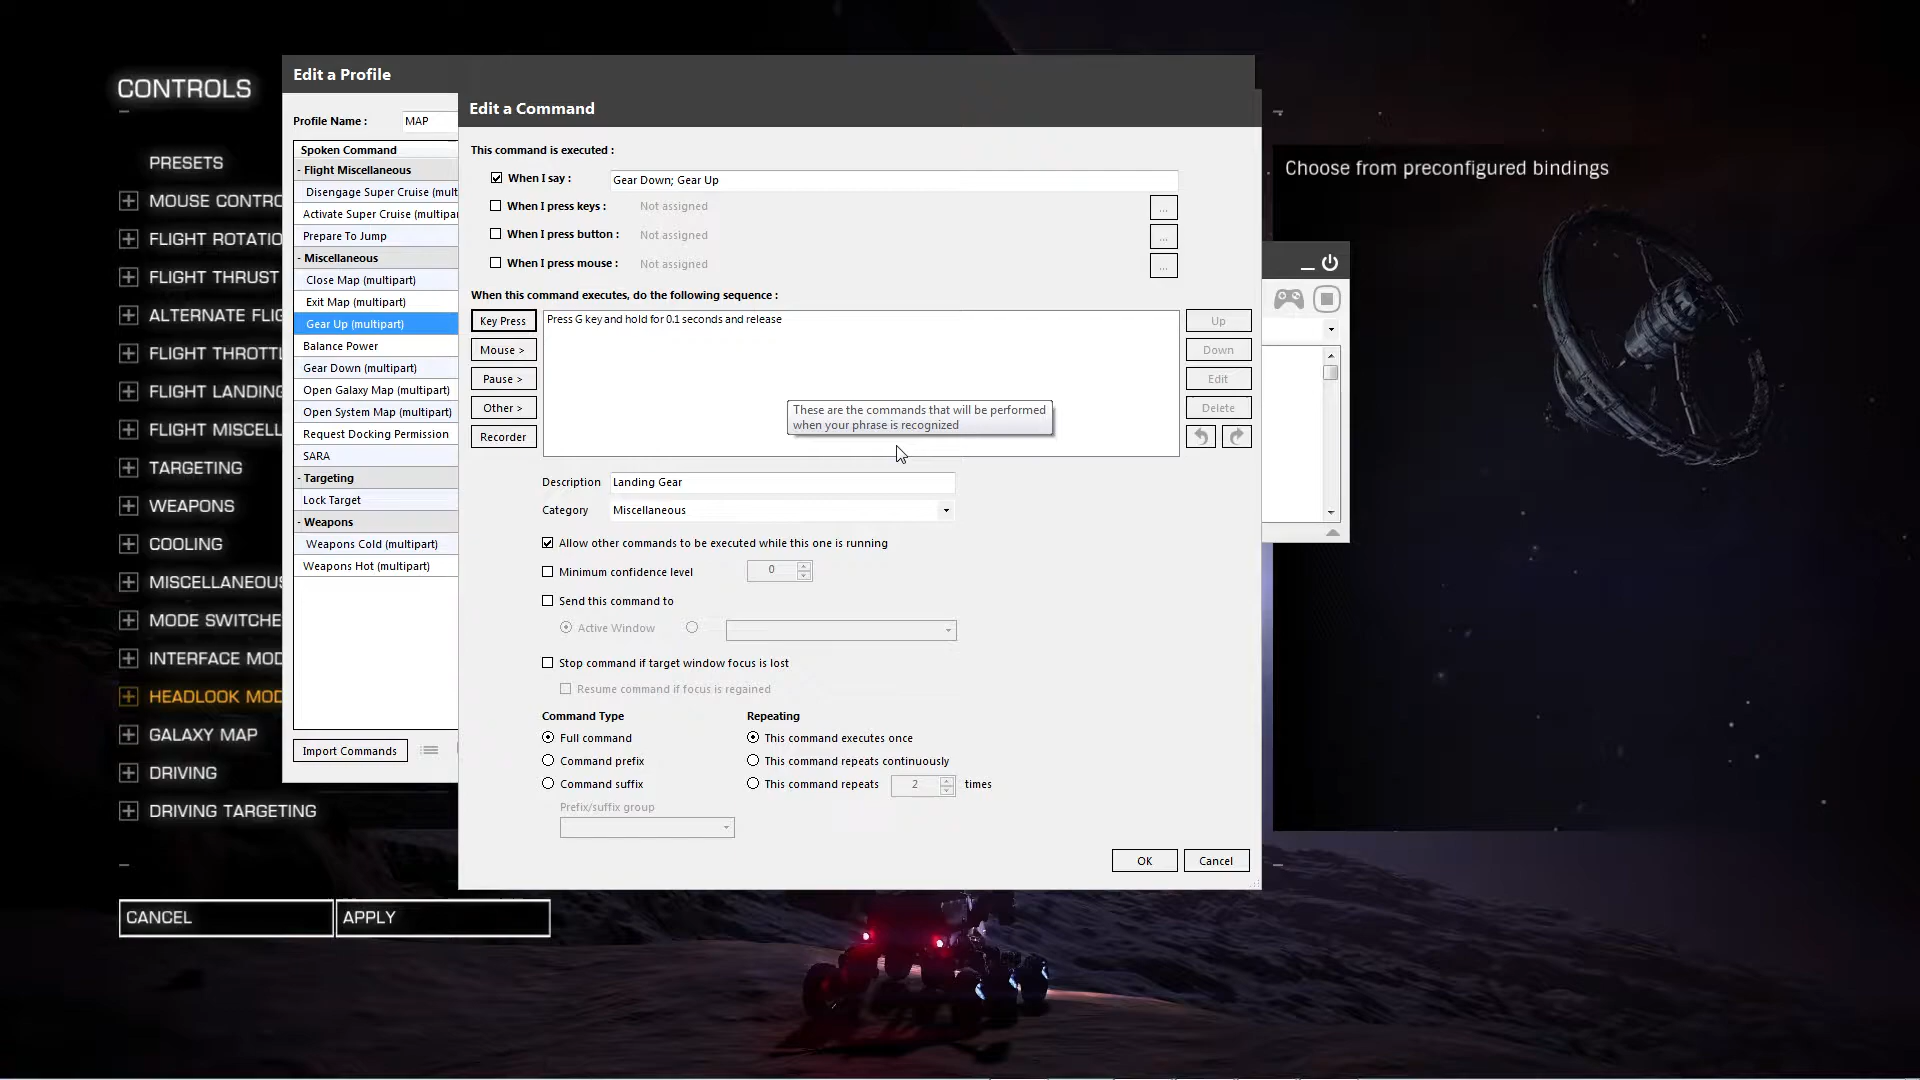 CONTROLS
PRESETS
MOUSE CONTRO
FLIGHT ROTATIO
FLIGHT THRUST
ALTERNATE FLIG
FLIGHT THROTTL
FLIGHT LANDING
FLIGHT MISCELL
TARGETING
WEAPONS
COOLING
MISCELLANEOUS
MODE SWITCHE
INTERFACE MOD
HEADLOOK MOD
GALAXY MAP
DRIVING
DRIVING TARGETING
CANCEL
APPLY
Edit a Profile
Profile Name :
MAP
Spoken Command
- Flight Miscellaneous
Disengage Super Cruise (mult
Activate Super Cruise (multipar
Prepare To Jump
- Miscellaneous
Close Map (multipart)
Exit Map (multipart)
Gear Up (multipart)
Balance Power
Gear Down (multipart)
Open Galaxy Map (multipart)
Open System Map (multipart)
Request Docking Permission
SARA
- Targeting
Lock Target
- Weapons
Weapons Cold (multipart)
Weapons Hot (multipart)
Import Commands
Edit a Command
This command is executed :
When I say :
Gear Down; Gear Up
When I press keys :
Not assigned
...
When I press button :
Not assigned
...
When I press mouse :
Not assigned
...
When this command executes, do the following sequence :
Key Press
Mouse >
Pause >
Other >
Recorder
Press G key and hold for 0.1 seconds and release
These are the commands that will be performed
when your phrase is recognized
Up
Down
Edit
Delete
Description
Landing Gear
Category
Miscellaneous
Allow other commands to be executed while this one is running
Minimum confidence level
0
Send this command to
Active Window
Stop command if target window focus is lost
Resume command if focus is regained
Command Type
Full command
Command prefix
Command suffix
Prefix/suffix group
Repeating
This command executes once
This command repeats continuously
This command repeats
2
times
OK
Cancel
Choose from preconfigured bindings